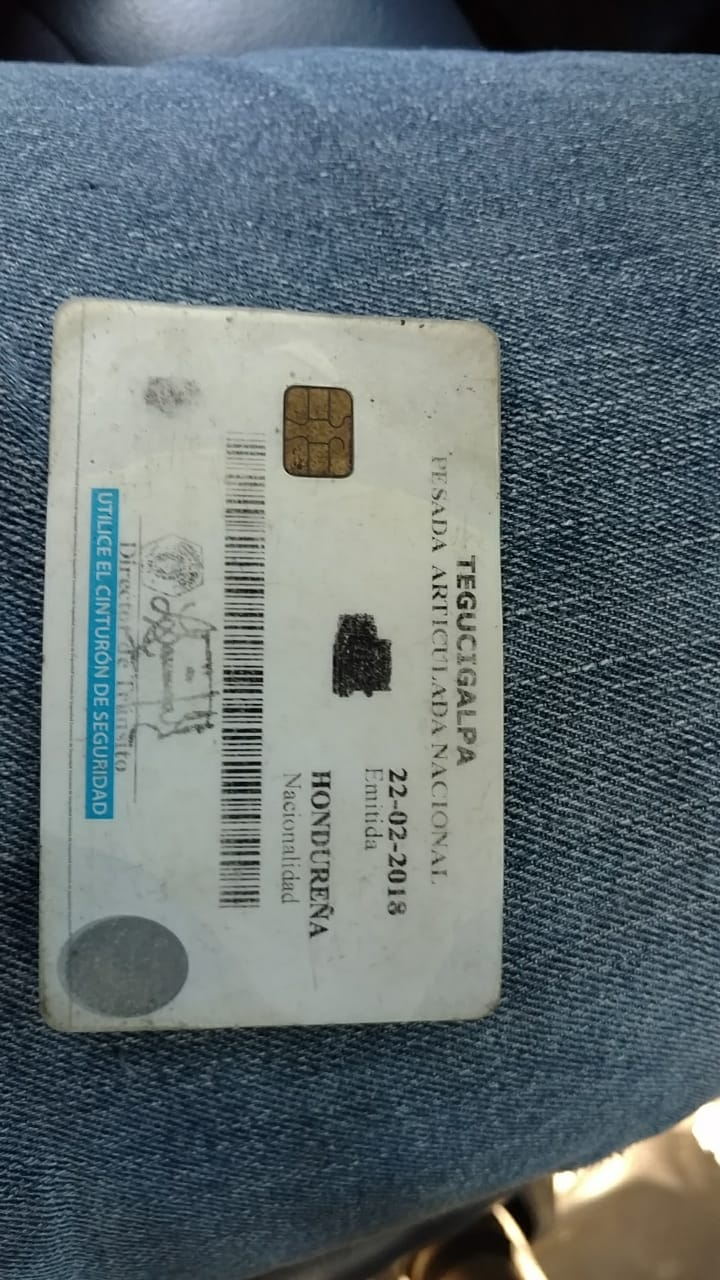 TEGUCIGALPA
PESADA ARTICULADA NACIONAL
22-02-2018
Emitida
HONDUREÑA
Nacionalidad
Director de Tránsito
UTILICE EL CINTURÓN DE SEGURIDAD